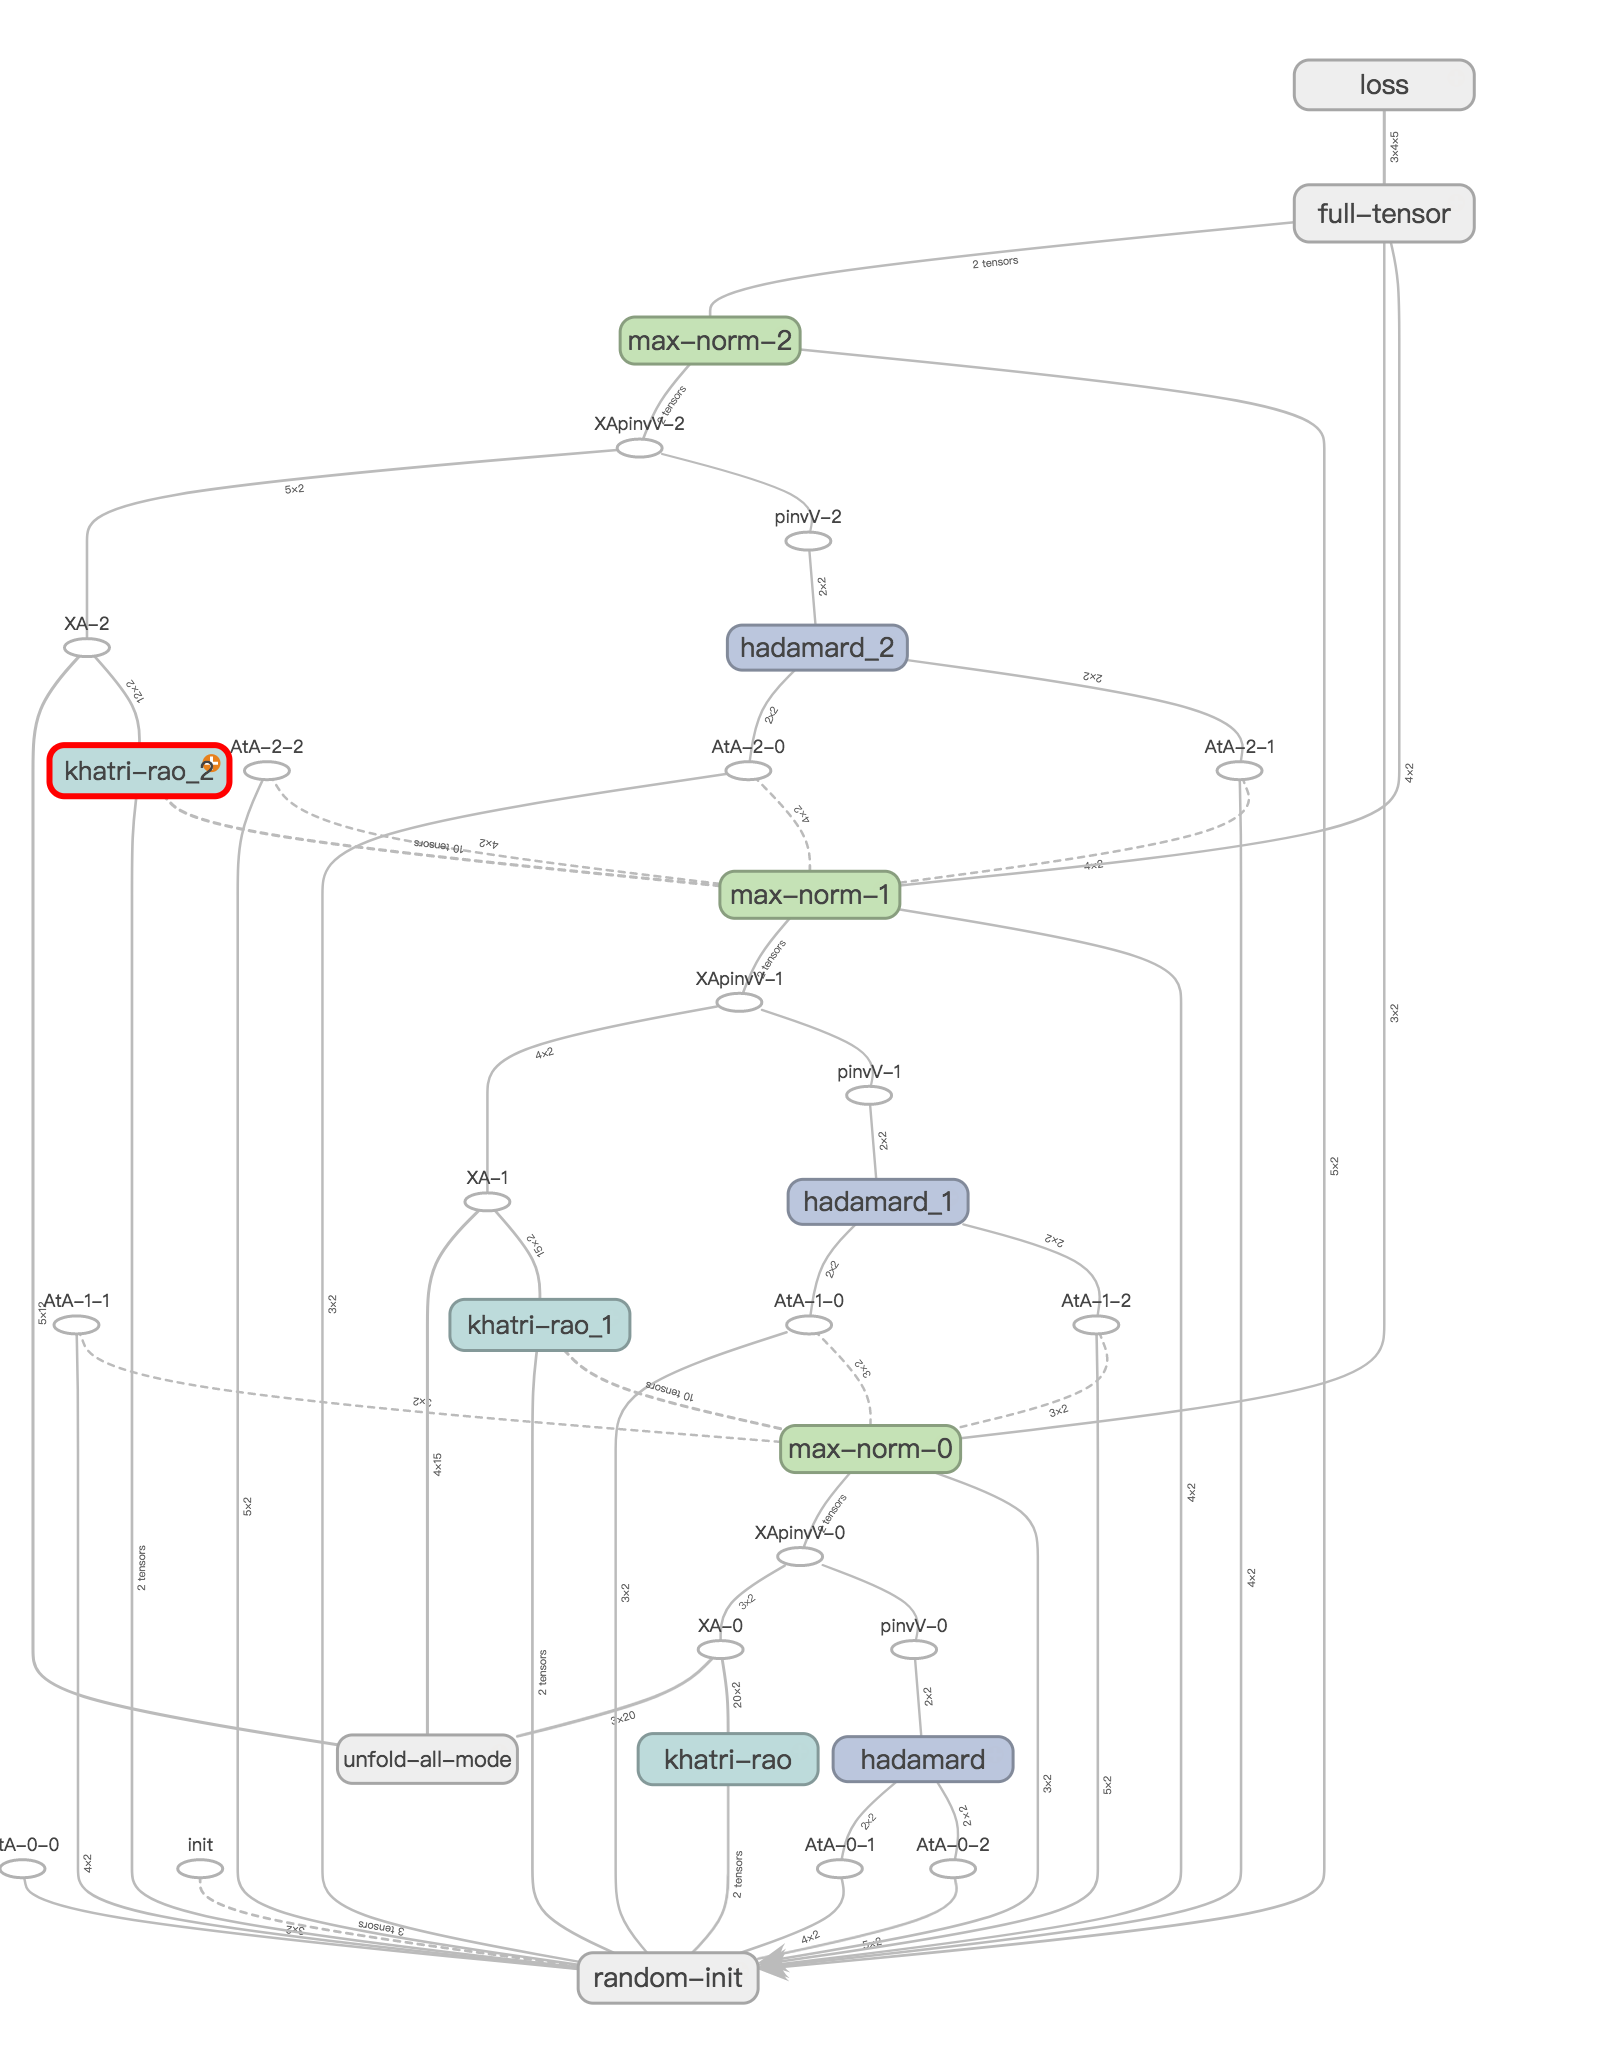 loss
3×4×5
full-tensor
2 tensors
max-norm-2
2 tensors
XApinvV-2
5×2
pinvV-2
2×2
XA-2
hadamard_2
12×2
2×2
2×2
khatri-rao_2
AtA-2-2
AtA-2-0
AtA-2-1
4×2
4×2
10 tensors
4×2
4×2
max-norm-1
2 tensors
XApinvV-1
3×2
4×2
pinvV-1
2×2
5×2
XA-1
hadamard_1
15×2
2×2
2×2
5×12
AtA-1-1
3×2
khatri-rao_1
AtA-1-0
AtA-1-2
3×2
10 tensors
3×2
3×2
max-norm-0
4×15
5×2
2 tensors
4×2
XApinvV-0
2 tensors
3×2
4×2
3×2
XA-0
pinvV-0
2 tensors
20×2
2×2
3×20
unfold-all-mode
khatri-rao
hadamard
3×2
5×2
2×2
2×2
tA-0-0
init
AtA-0-1
AtA-0-2
4×2
2 tensors
3×2
3 tensors
4×2
5×2
random-init